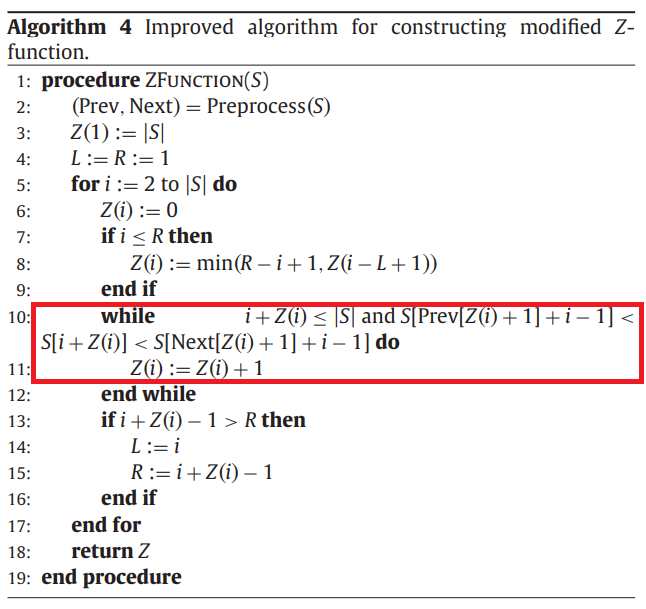 Algorithm 4 Improved algorithm for constructing modified Z-
function.
1: procedure ZFUNCTION(S)
2: (Prev, Next) = Preprocess(S)
3: Z(1) := |S|
4: L := R := 1
5: for i := 2 to |S| do
6: Z(i) := 0
7: if i ≤ R then
8: Z(i) := min(R − i + 1, Z(i − L + 1))
9: end if
10: while i + Z(i) ≤ |S| and S[Prev[Z(i) + 1] + i − 1] <
S[i + Z(i)] < S[Next[Z(i) + 1] + i − 1] do
11: Z(i) := Z(i) + 1
12: end while
13: if i + Z(i) − 1 > R then
14: L := i
15: R := i + Z(i) − 1
16: end if
17: end for
18: return Z
19: end procedure